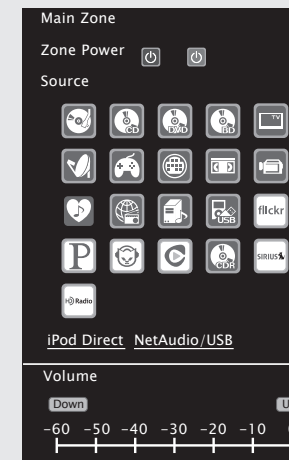 Main Zone
Zone Power
Source
CD DVD BD TV
USB flickr
P CDR SIRIUS
HD Radio
iPod Direct NetAudio/USB
Volume
Down U
-60 -50 -40 -30 -20 -10